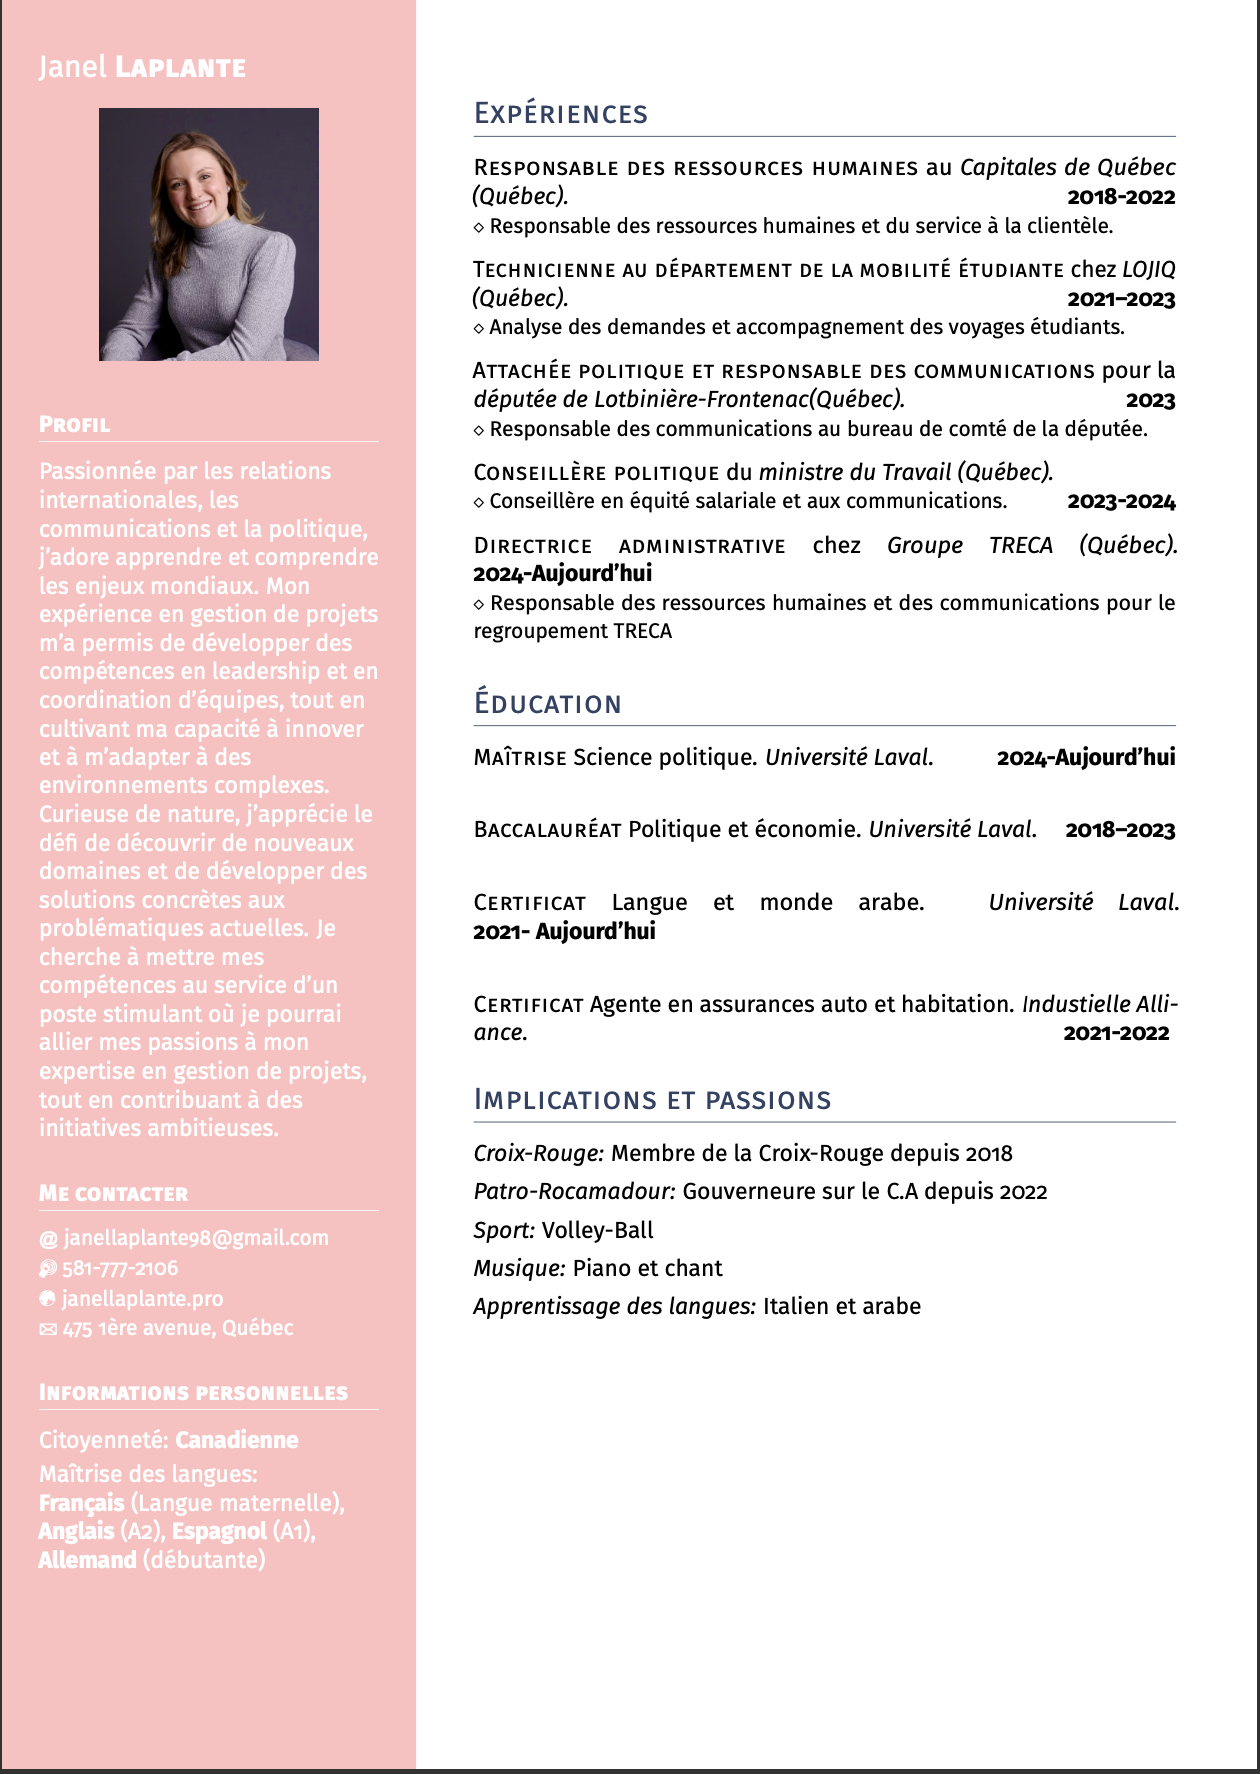 Janel LAPLANTE
PROFIL
Passionnée par les relations
internationales, les
communications et la politique,
j'adore apprendre et comprendre
les enjeux mondiaux. Mon
expérience en gestion de projets
m'a permis de développer des
compétences en leadership et en
coordination d'équipes, tout en
cultivant ma capacité à innover
et à m'adapter à des
environnements complexes.
Curieuse de nature, j'apprécie le
défi de découvrir de nouveaux
domaines et de développer des
solutions concrètes aux
problématiques actuelles. Je
cherche à mettre mes
compétences au service d'un
poste stimulant où je pourrai
allier mes passions à mon
expertise en gestion de projets,
tout en contribuant à des
initiatives ambitieuses.
ME CONTACTER
@ janellaplante98@gmail.com
581-777-2106
janellaplante.pro
475 1ère avenue, Québec
INFORMATIONS PERSONNELLES
Citoyenneté: Canadienne
Maîtrise des langues:
Français (Langue maternelle),
Anglais (A2), Espagnol (A1),
Allemand (débutante)
EXPÉRIENCES
RESPONSABLE DES RESSOURCES HUMAINES au Capitales de Québec
(Québec). 2018-2022
◇ Responsable des ressources humaines et du service à la clientèle.
TECHNICIENNE AU DÉPARTEMENT DE LA MOBILITÉ ÉTUDIANTE chez LOJIQ
(Québec). 2021–2023
◇ Analyse des demandes et accompagnement des voyages étudiants.
ATTACHÉE POLITIQUE ET RESPONSABLE DES COMMUNICATIONS pour la
députée de Lotbinière-Frontenac(Québec). 2023
◇ Responsable des communications au bureau de comté de la députée.
CONSEILLÈRE POLITIQUE du ministre du Travail (Québec).
◇ Conseillère en équité salariale et aux communications. 2023-2024
DIRECTRICE ADMINISTRATIVE chez Groupe TRECA (Québec).
2024-Aujourd'hui
◇ Responsable des ressources humaines et des communications pour le
regroupement TRECA
ÉDUCATION
MAÎTRISE Science politique. Université Laval. 2024-Aujourd'hui
BACCALAURÉAT Politique et économie. Université Laval. 2018–2023
CERTIFICAT Langue et monde arabe. Université Laval.
2021- Aujourd'hui
CERTIFICAT Agente en assurances auto et habitation. Industielle Alli-
ance. 2021-2022
IMPLICATIONS ET PASSIONS
Croix-Rouge: Membre de la Croix-Rouge depuis 2018
Patro-Rocamadour: Gouverneure sur le C.A depuis 2022
Sport: Volley-Ball
Musique: Piano et chant
Apprentissage des langues: Italien et arabe